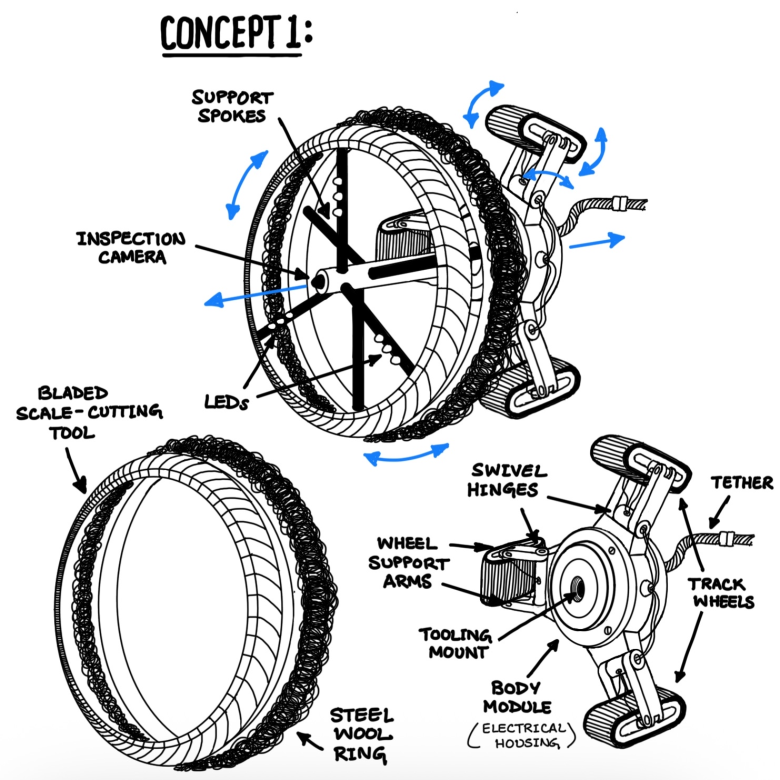 CONCEPT 1:
SUPPORT
SPOKES
INSPECTION
CAMERA
LEDs
BLADED
SCALE-CUTTING
TOOL
SWIVEL
HINGES
TETHER
WHEEL
SUPPORT
ARMS
TRACK
WHEELS
TOOLING
MOUNT
BODY
MODULE
(ELECTRICAL
HOUSING)
STEEL
WOOL
RING